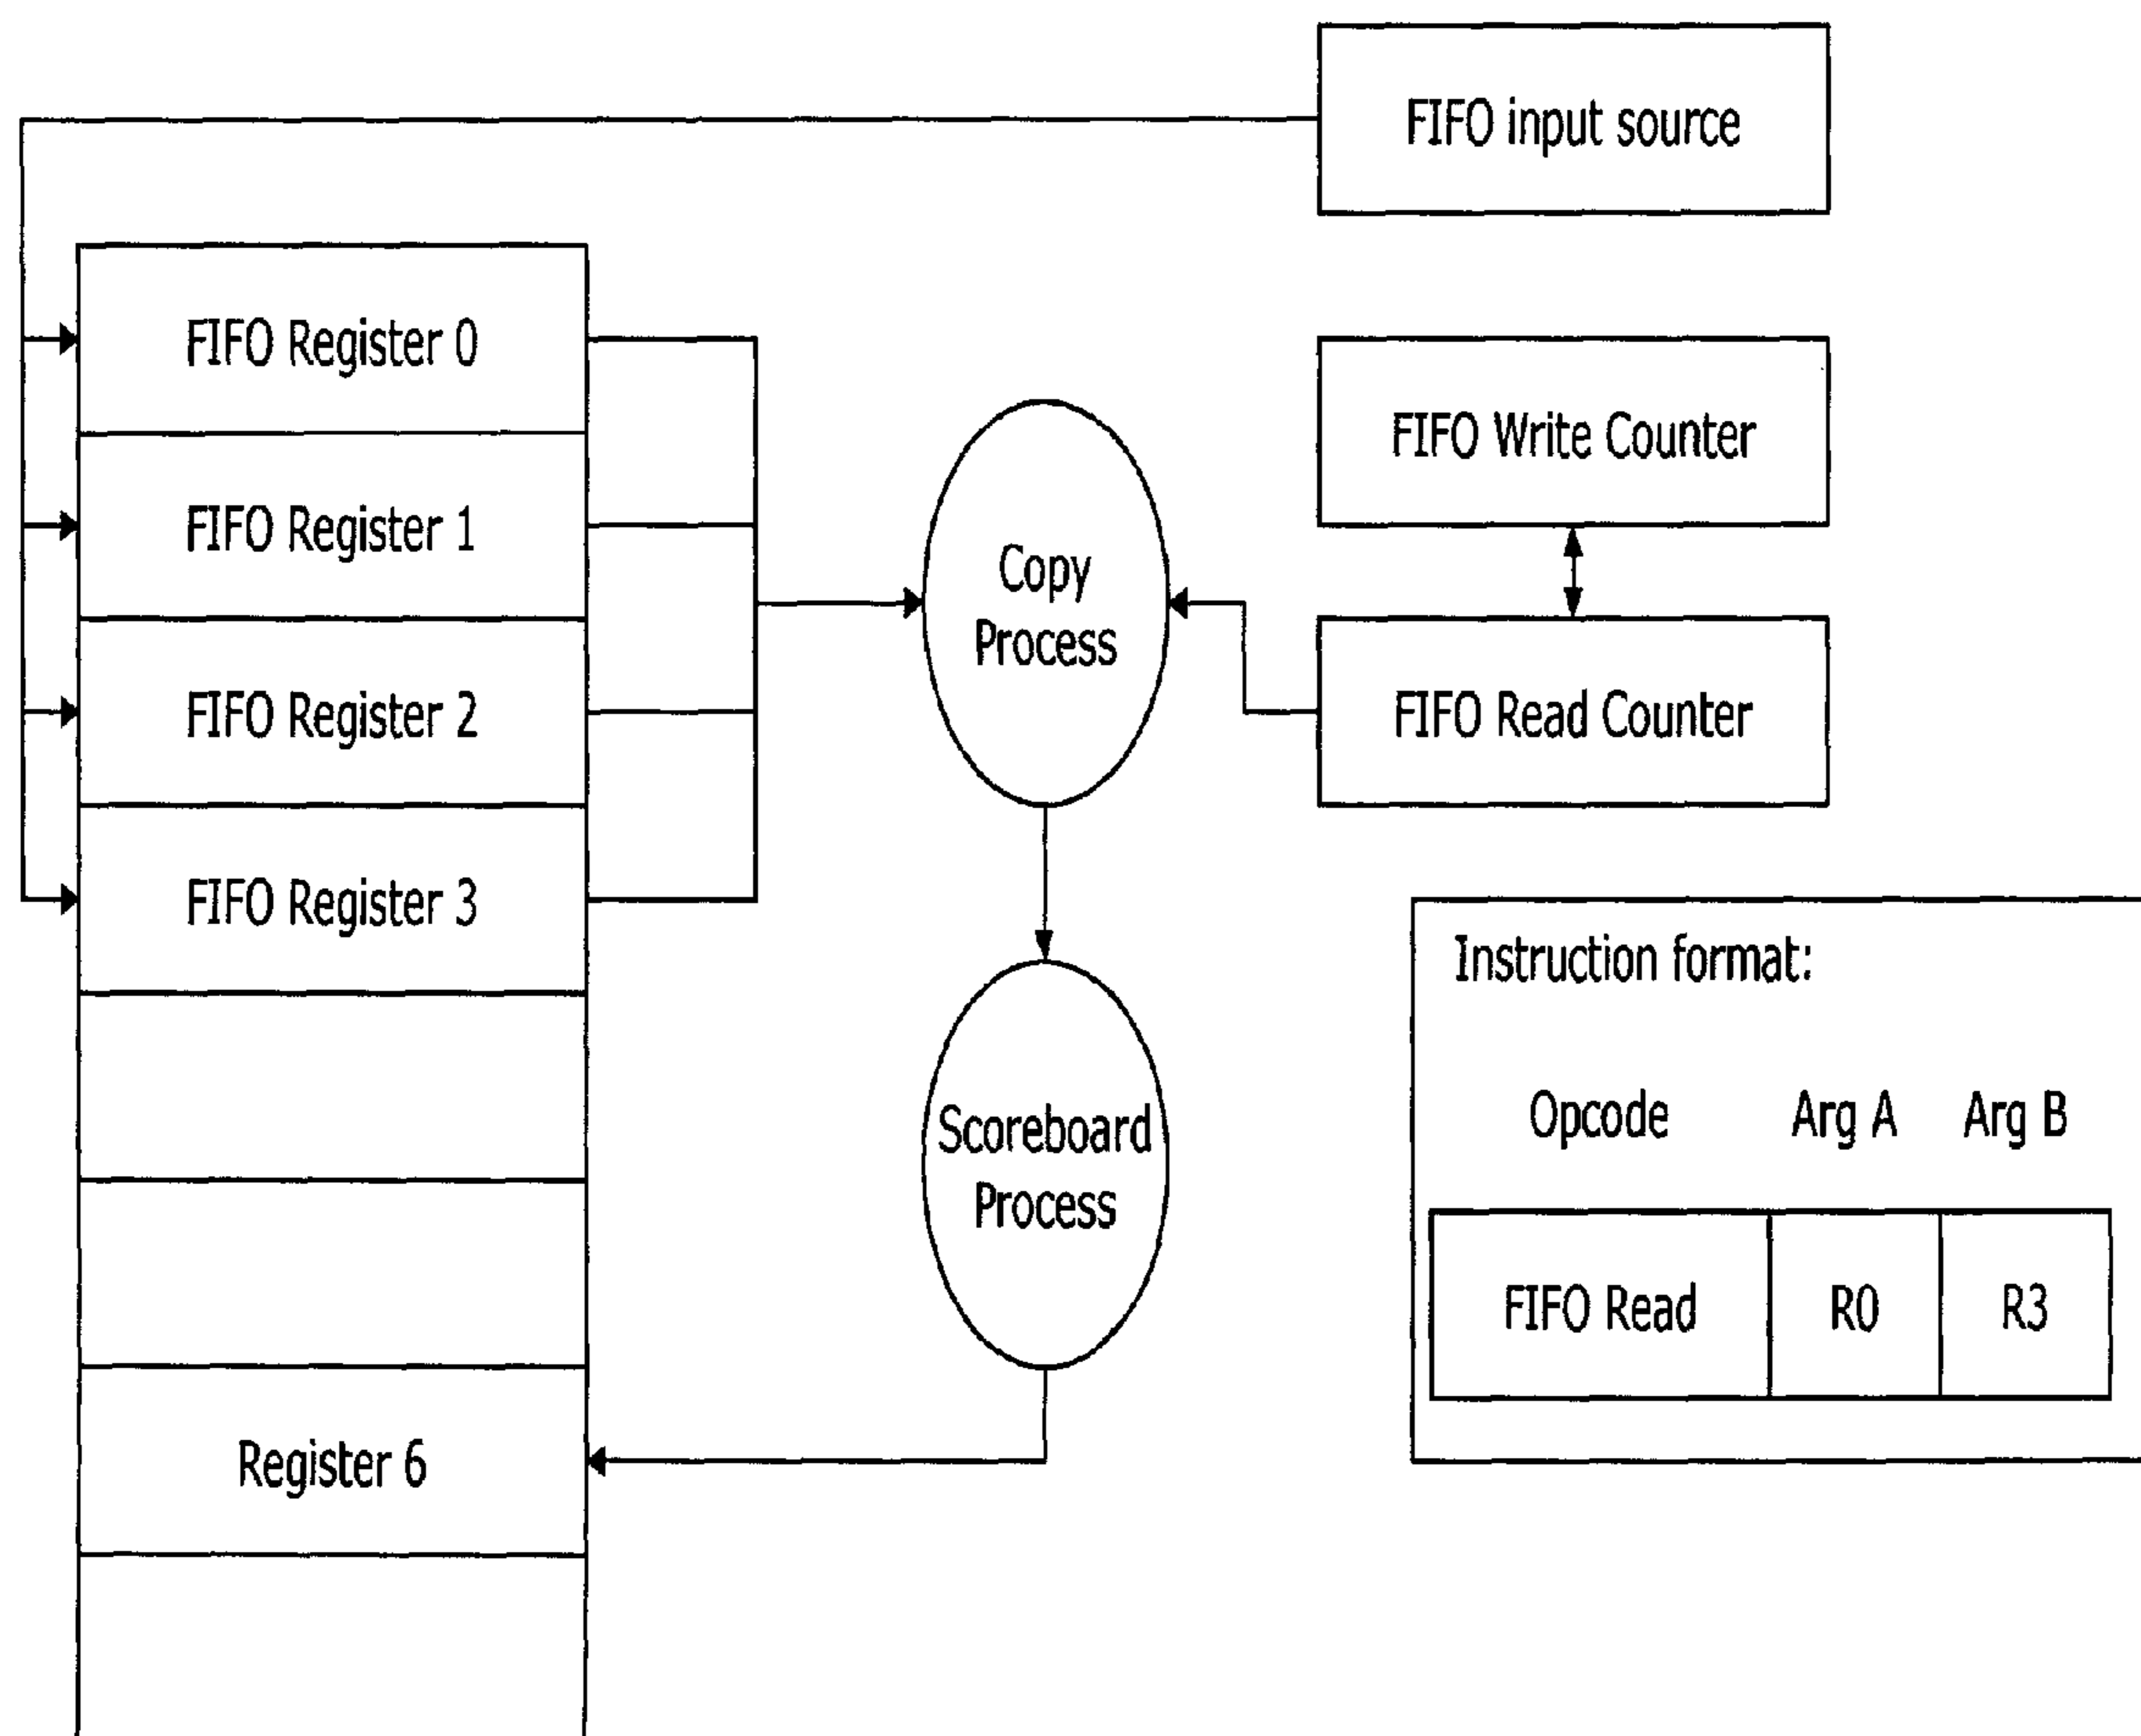 FIFO input source
FIFO Register 0
FIFO Register 1
FIFO Register 2
FIFO Register 3
Register 6
Copy
Process
Scoreboard
Process
FIFO Write Counter
FIFO Read Counter
Instruction format:
Opcode Arg A Arg B
FIFO Read R0 R3